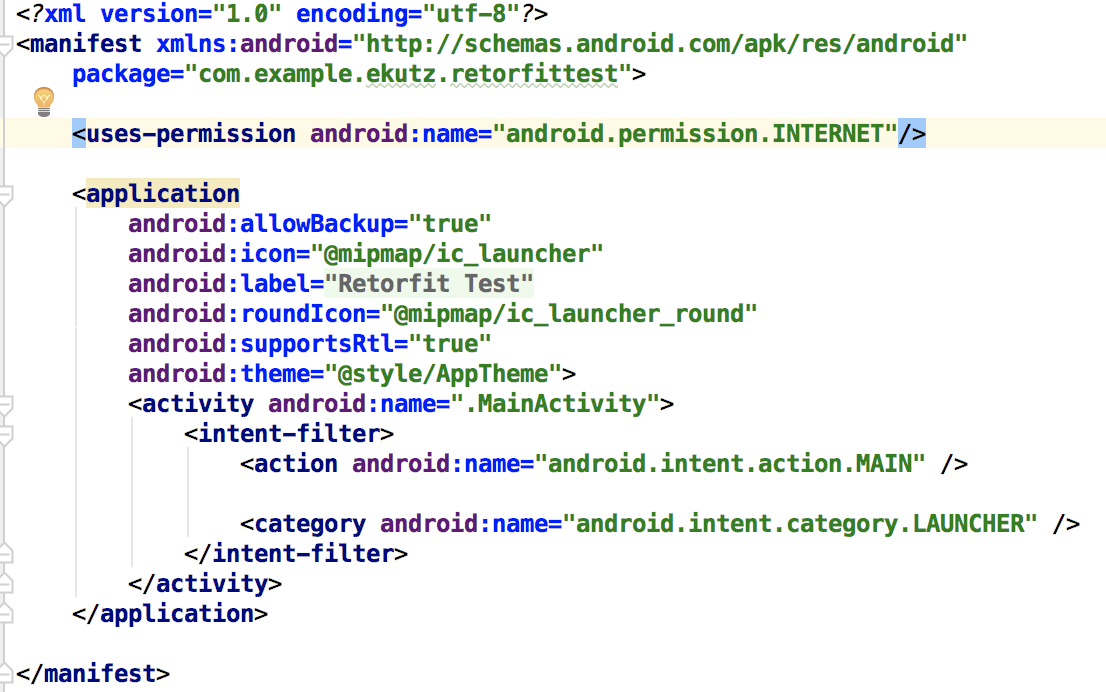 <?xml version="1.0" encoding="utf-8"?>
<manifest xmlns:android="http://schemas.android.com/apk/res/android"
    package="com.example.ekutz.retorfittest">
    <uses-permission android:name="android.permission.INTERNET"/>
    <application
        android:allowBackup="true"
        android:icon="@mipmap/ic_launcher"
        android:label="Retorfit Test"
        android:roundIcon="@mipmap/ic_launcher_round"
        android:supportsRtl="true"
        android:theme="@style/AppTheme">
        <activity android:name=".MainActivity">
            <intent-filter>
                <action android:name="android.intent.action.MAIN" />
                <category android:name="android.intent.category.LAUNCHER" />
            </intent-filter>
        </activity>
    </application>
</manifest>